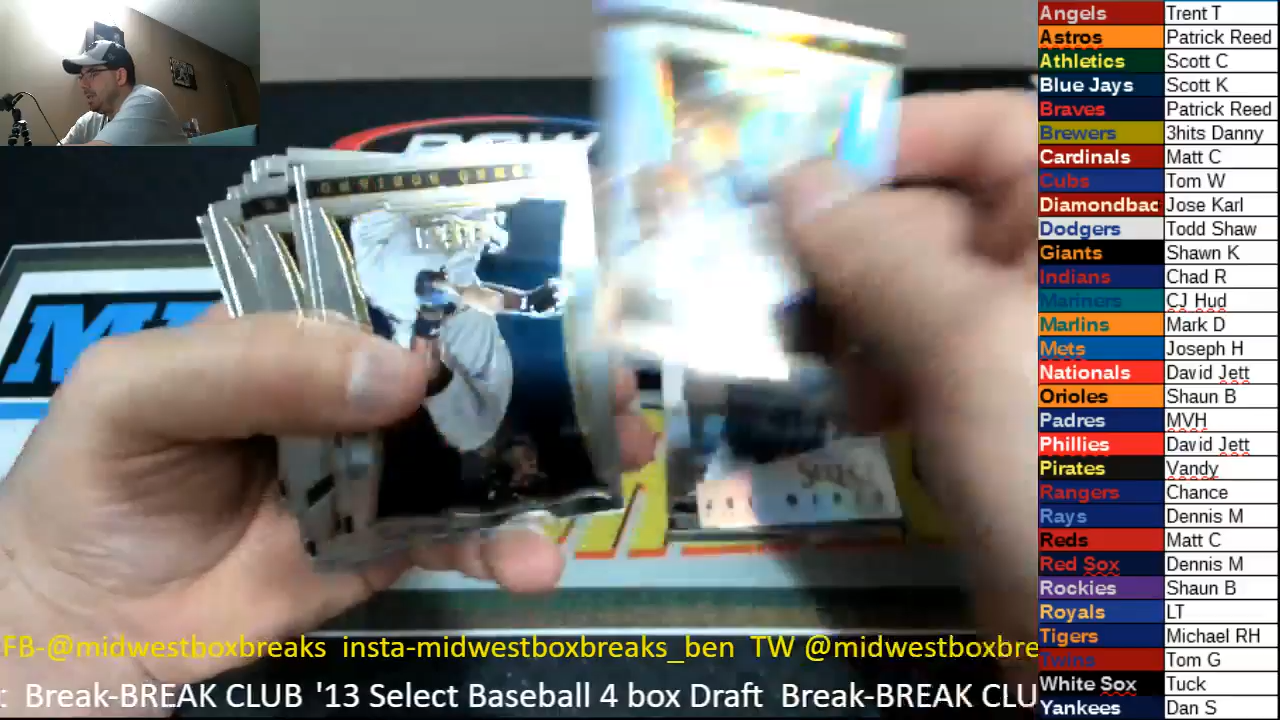 Angels Trent T
Astros Patrick Reed
Athletics Scott C
Blue Jays Scott K
Braves Patrick Reed
Brewers 3hits Danny
Cardinals Matt C
Cubs Tom W
Diamondbac Jose Karl
Dodgers Todd Shaw
Giants Shawn K
Indians Chad R
Mariners CJ Hud
Marlins Mark D
Mets Joseph H
Nationals David Jett
Orioles Shaun B
Padres MVH
Phillies David Jett
Pirates Vandy
Rangers Chance
Rays Dennis M
Reds Matt C
Red Sox Dennis M
Rockies Shaun B
Royals LT
Tigers Michael RH
Twins Tom G
White Sox Tuck
Yankees Dan S
FB-@midwestboxbreaks insta-midwestboxbreaks_ben TW @midwestboxbre
: Break-BREAK CLUB '13 Select Baseball 4 box Draft Break-BREAK CLU